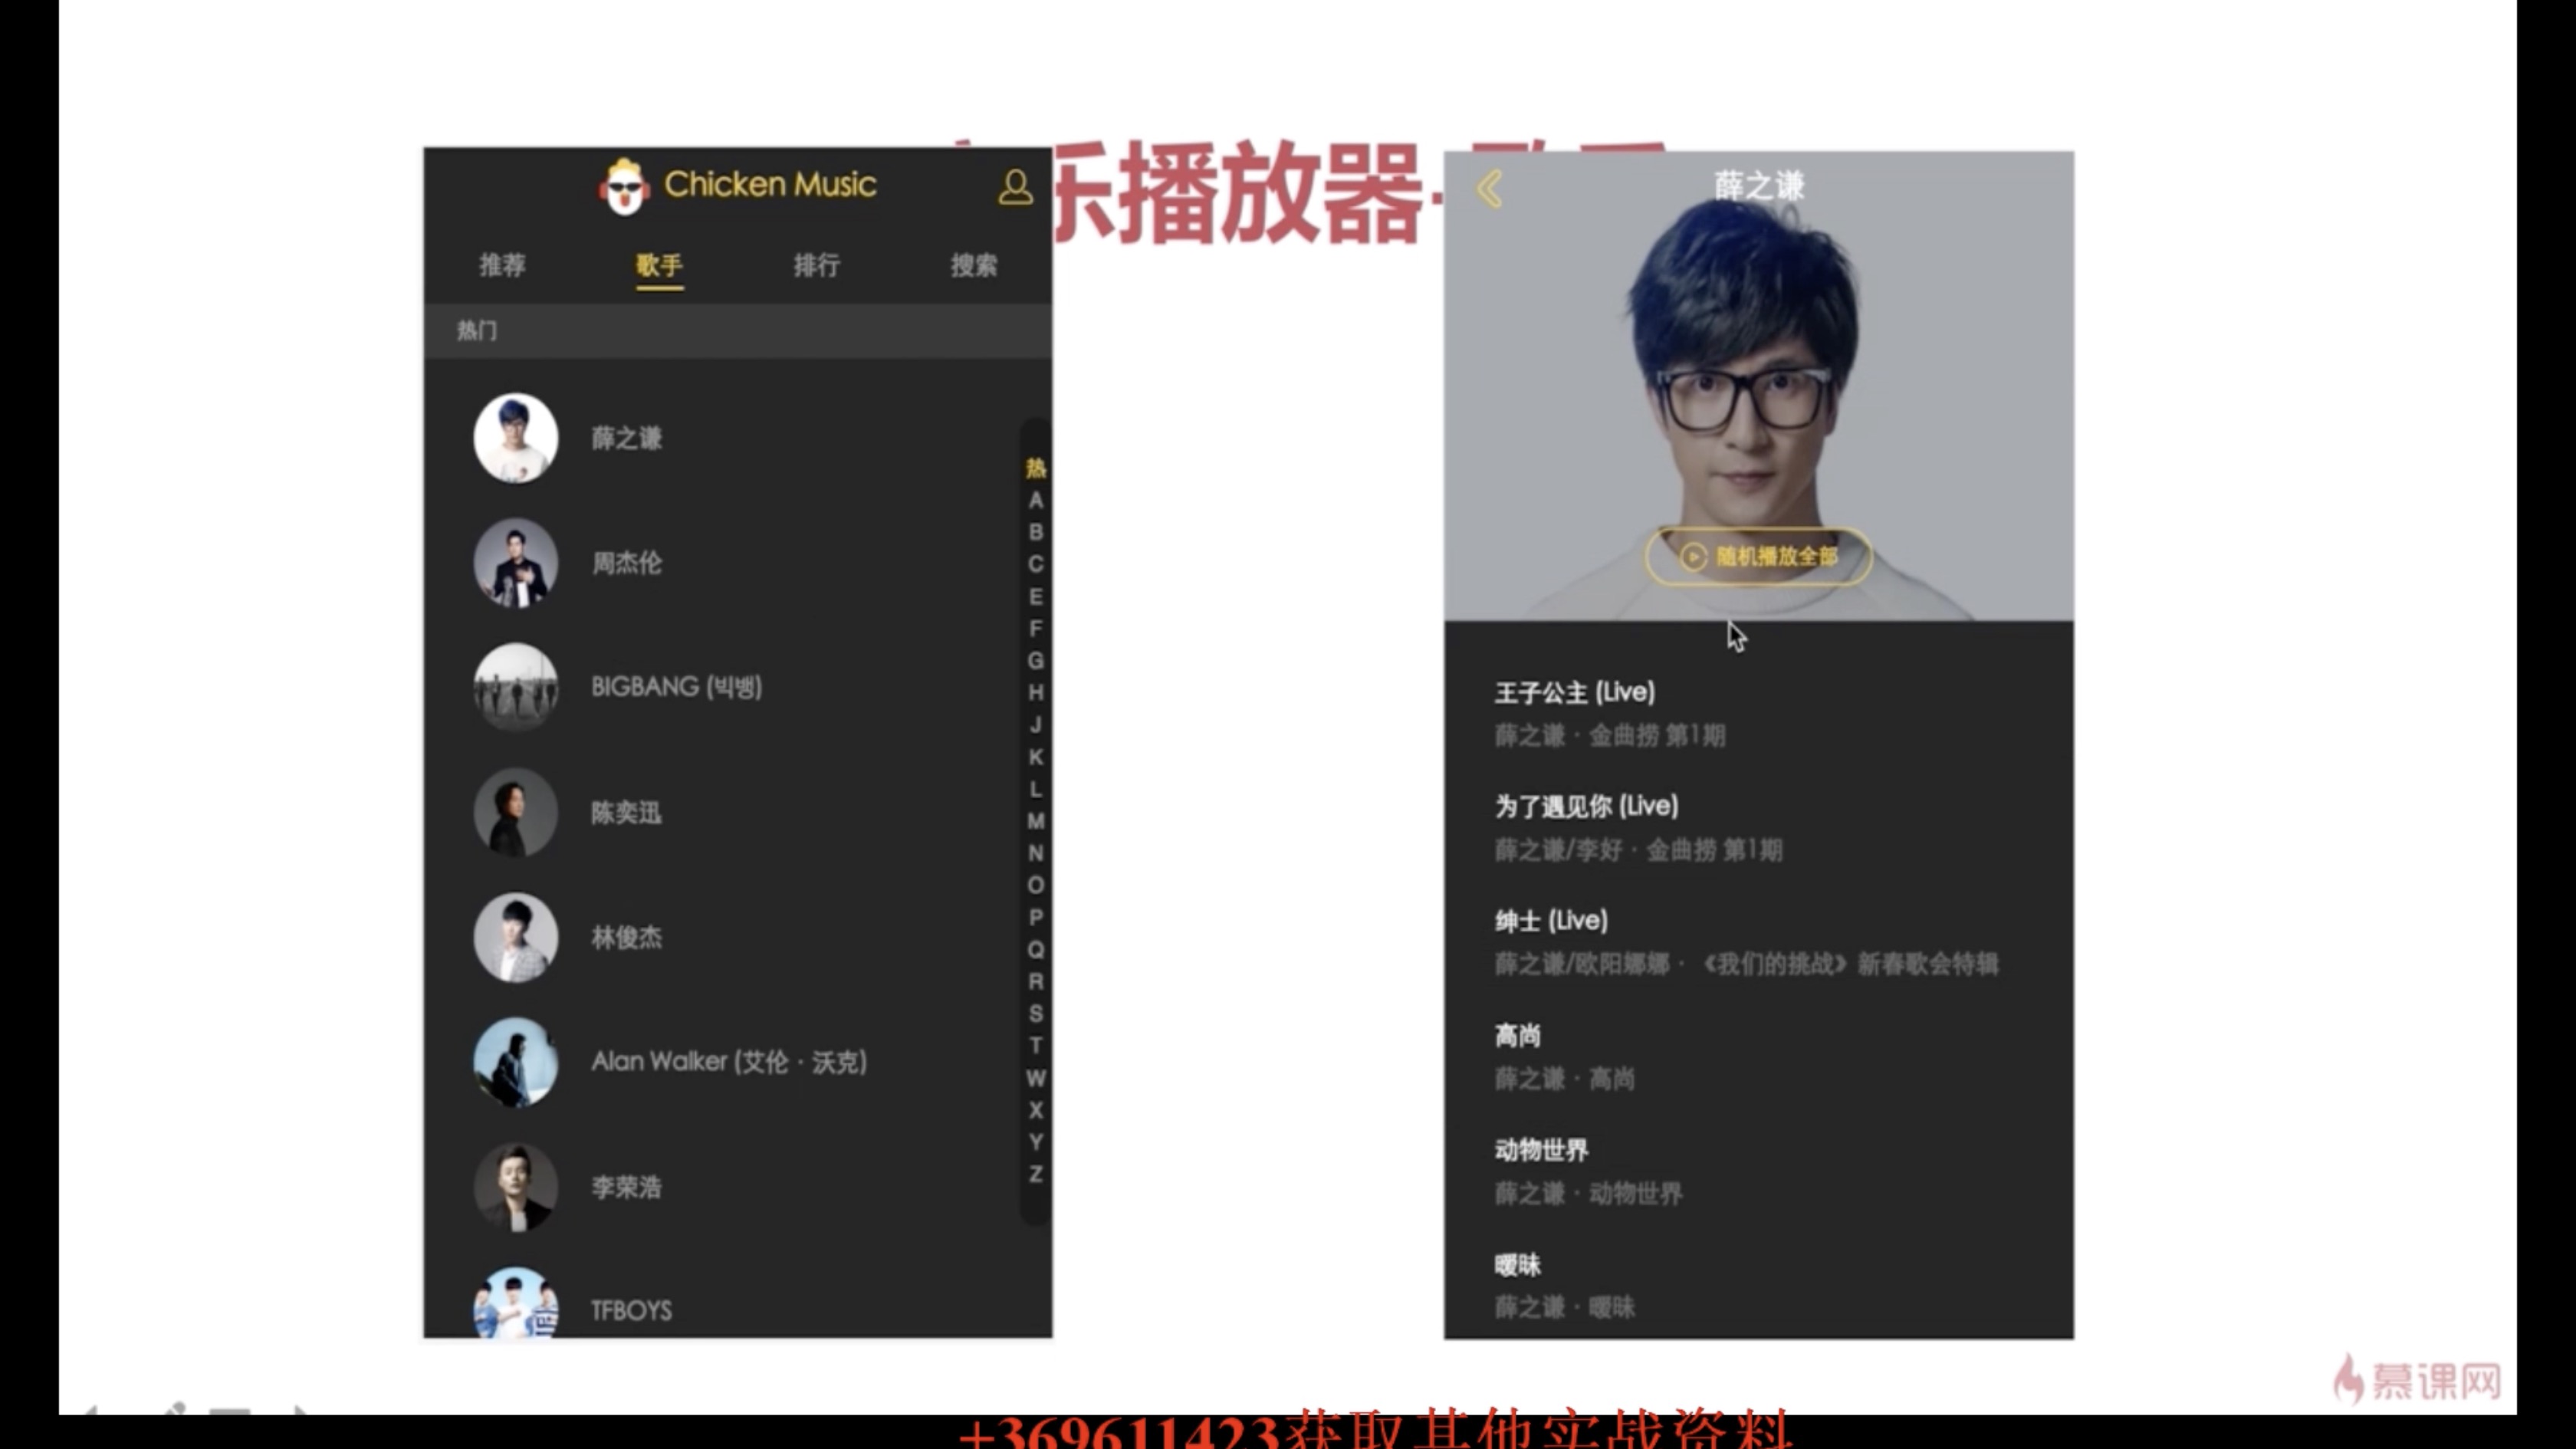 乐播放器·
Chicken Music
推荐 歌手 排行 搜索
热门
薛之谦
周杰伦
BIGBANG (빅뱅)
陈奕迅
林俊杰
Alan Walker (艾伦·沃克)
李荣浩
TFBOYS
热
A
B
C
E
F
G
H
J
K
L
M
N
O
P
Q
R
S
T
W
X
Y
Z
薛之谦
随机播放全部
王子公主 (Live)
薛之谦·金曲捞 第1期
为了遇见你 (Live)
薛之谦/李好·金曲捞 第1期
绅士 (Live)
薛之谦/欧阳娜娜·《我们的挑战》新春歌会特辑
高尚
薛之谦·高尚
动物世界
薛之谦·动物世界
暧昧
薛之谦·暧昧
慕课网
+369611423获取其他实战资料